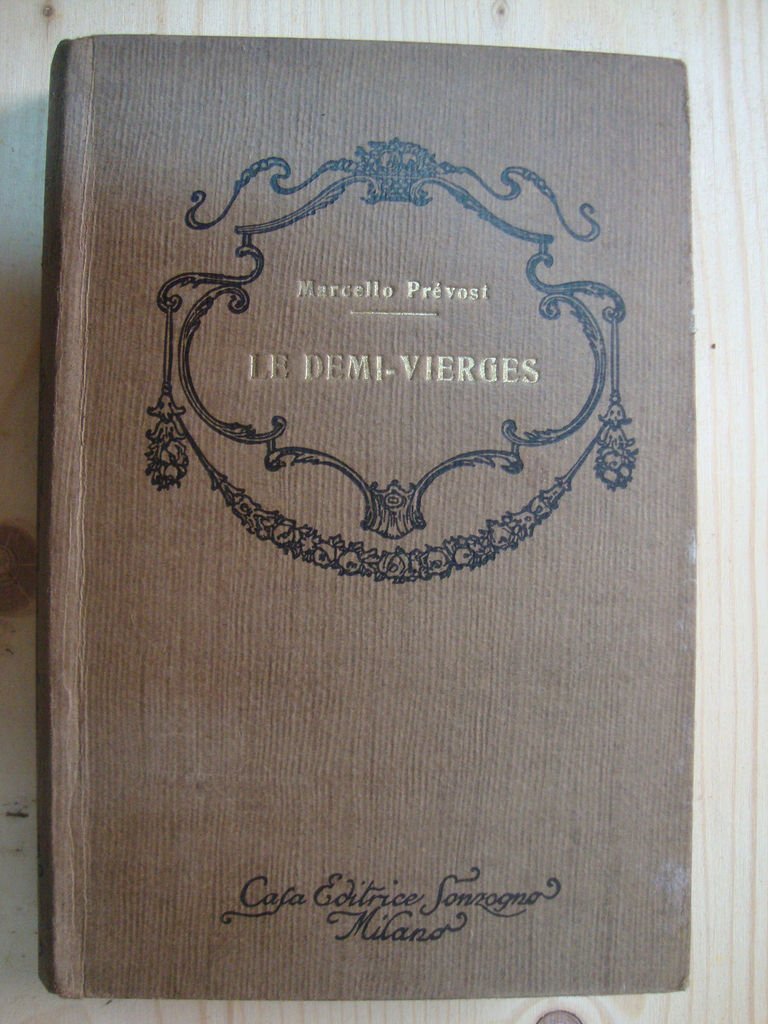 Marcello Prévost
LE DEMI-VIERGES
Casa Editrice Sonzogno
Milano